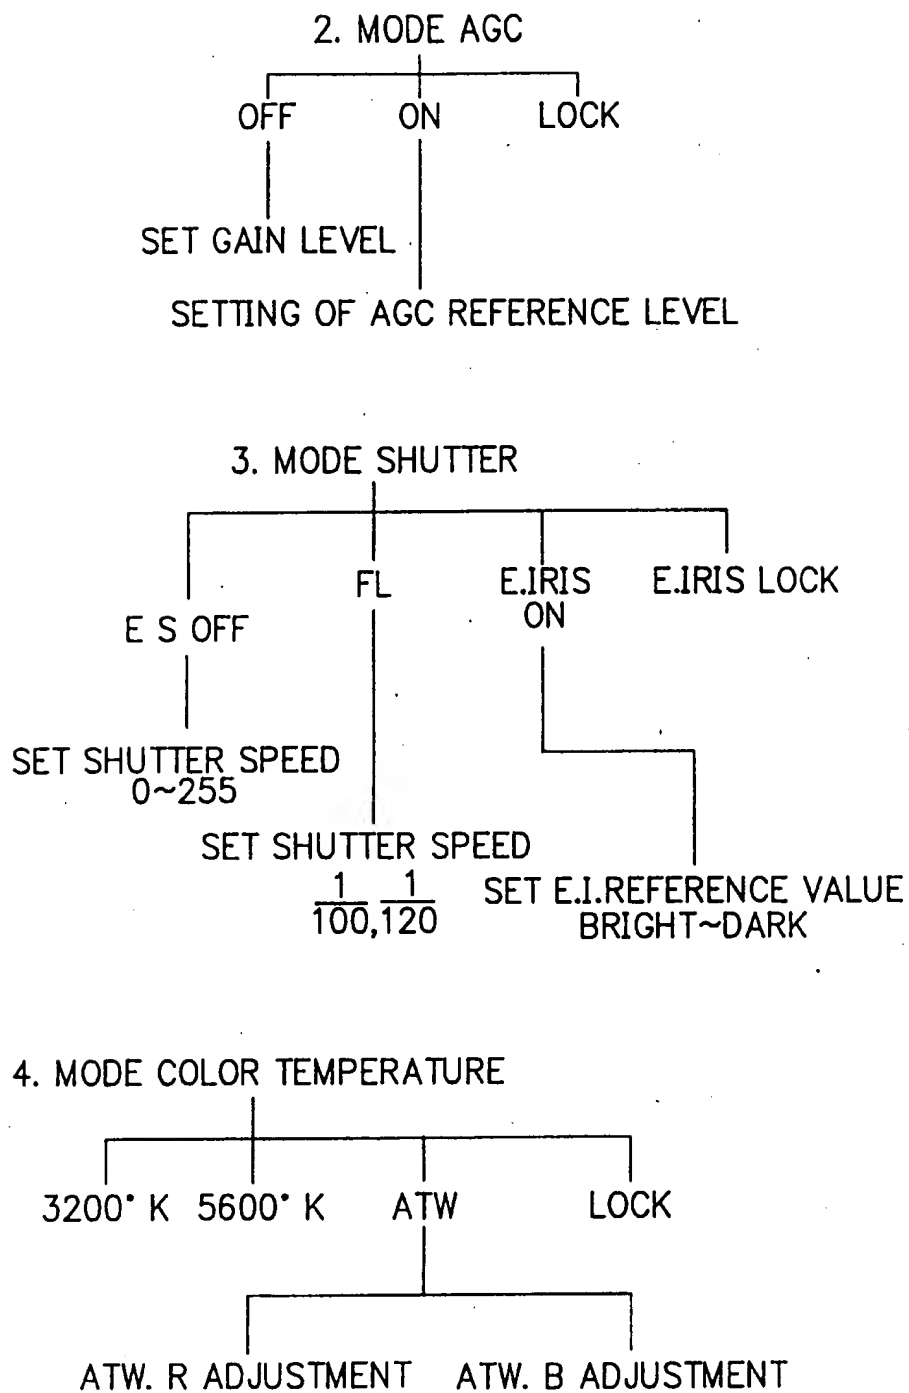 2. MODE AGC
OFF ON LOCK
SET GAIN LEVEL
SETTING OF AGC REFERENCE LEVEL
3. MODE SHUTTER
E S OFF
FL
E.IRIS
ON
E.IRIS LOCK
SET SHUTTER SPEED
0~255
SET SHUTTER SPEED
1/100, 1/120
SET E.I.REFERENCE VALUE
BRIGHT~DARK
4. MODE COLOR TEMPERATURE
3200° K 5600° K ATW LOCK
ATW. R ADJUSTMENT ATW. B ADJUSTMENT